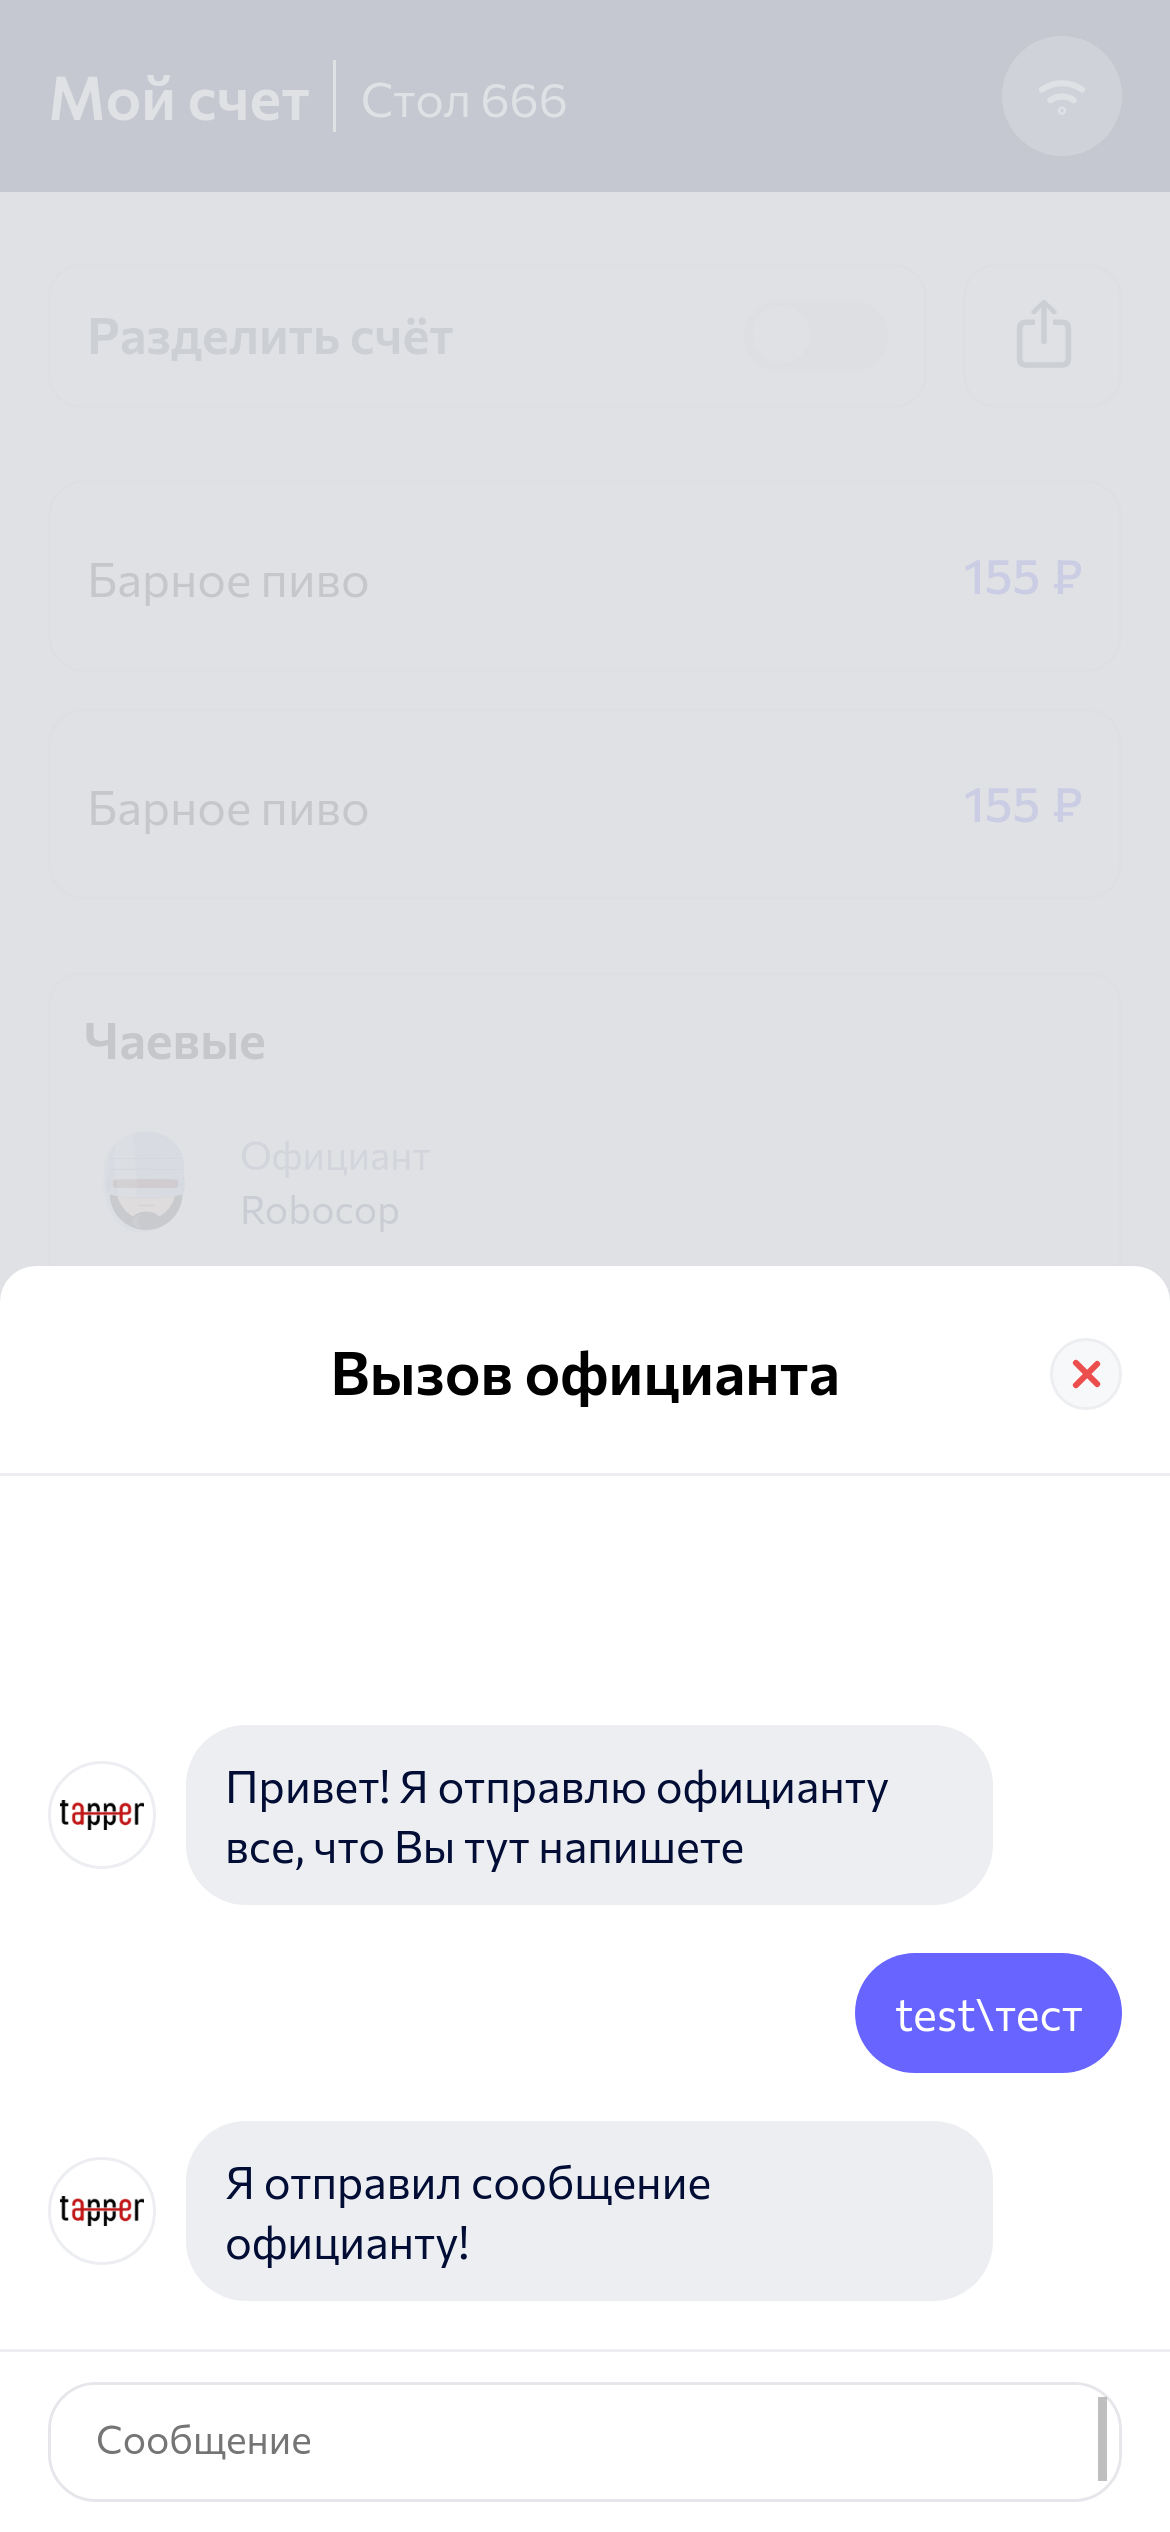 Мой счет
Стол 666
Разделить счёт
Барное пиво
155 ₽
Барное пиво
155 ₽
Чаевые
Официант
Robocop
Вызов официанта
tapper
Привет! Я отправлю официанту
все, что Вы тут напишете
test\тест
tapper
Я отправил сообщение
официанту!
Сообщение